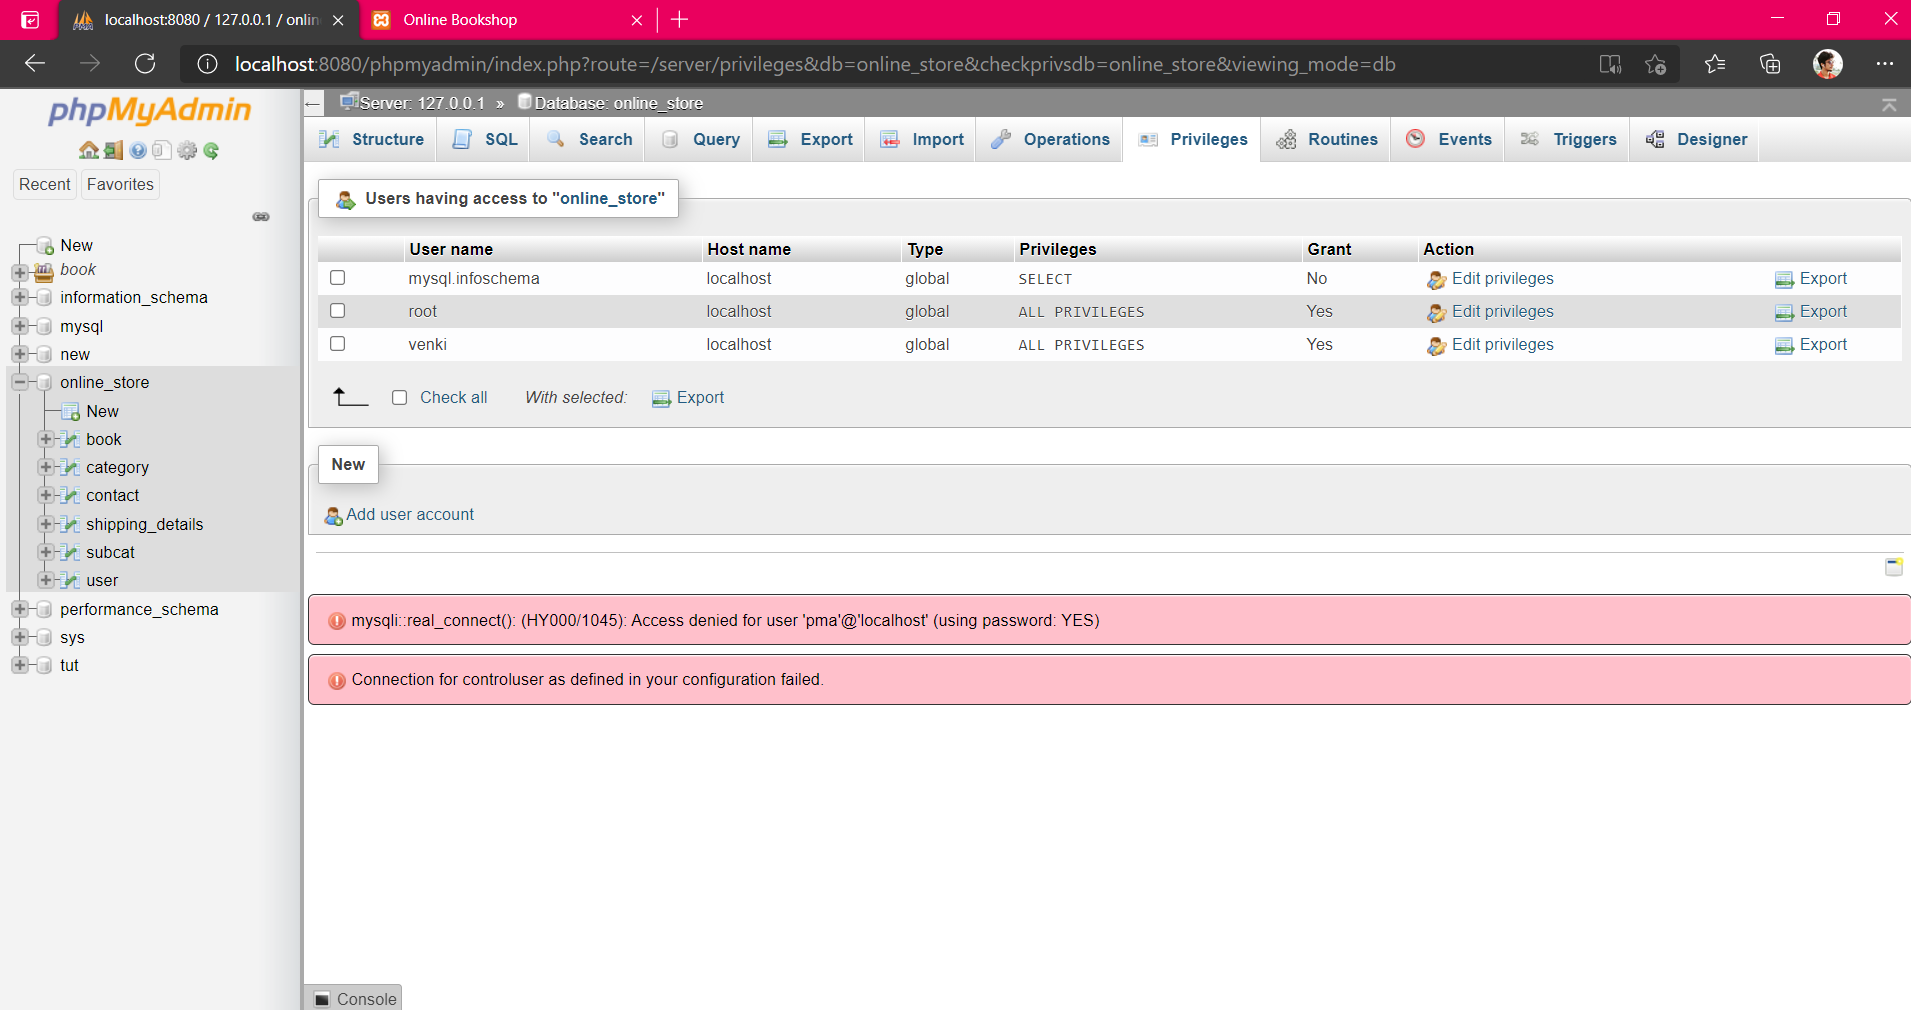 localhost:8080 / 127.0.0.1 / onlin
Online Bookshop
localhost:8080/phpmyadmin/index.php?route=/server/privileges&db=online_store&checkprivsdb=online_store&viewing_mode=db
phpMyAdmin
Recent Favorites
New
book
information_schema
mysql
new
online_store
New
book
category
contact
shipping_details
subcat
user
performance_schema
sys
tut
Server: 127.0.0.1 » Database: online_store
Structure SQL Search Query Export Import Operations Privileges Routines Events Triggers Designer
Users having access to "online_store"
User name Host name Type Privileges Grant Action
mysql.infoschema localhost global SELECT No Edit privileges Export
root localhost global ALL PRIVILEGES Yes Edit privileges Export
venki localhost global ALL PRIVILEGES Yes Edit privileges Export
Check all With selected: Export
New
Add user account
mysqli::real_connect(): (HY000/1045): Access denied for user 'pma'@'localhost' (using password: YES)
Connection for controluser as defined in your configuration failed.
Console